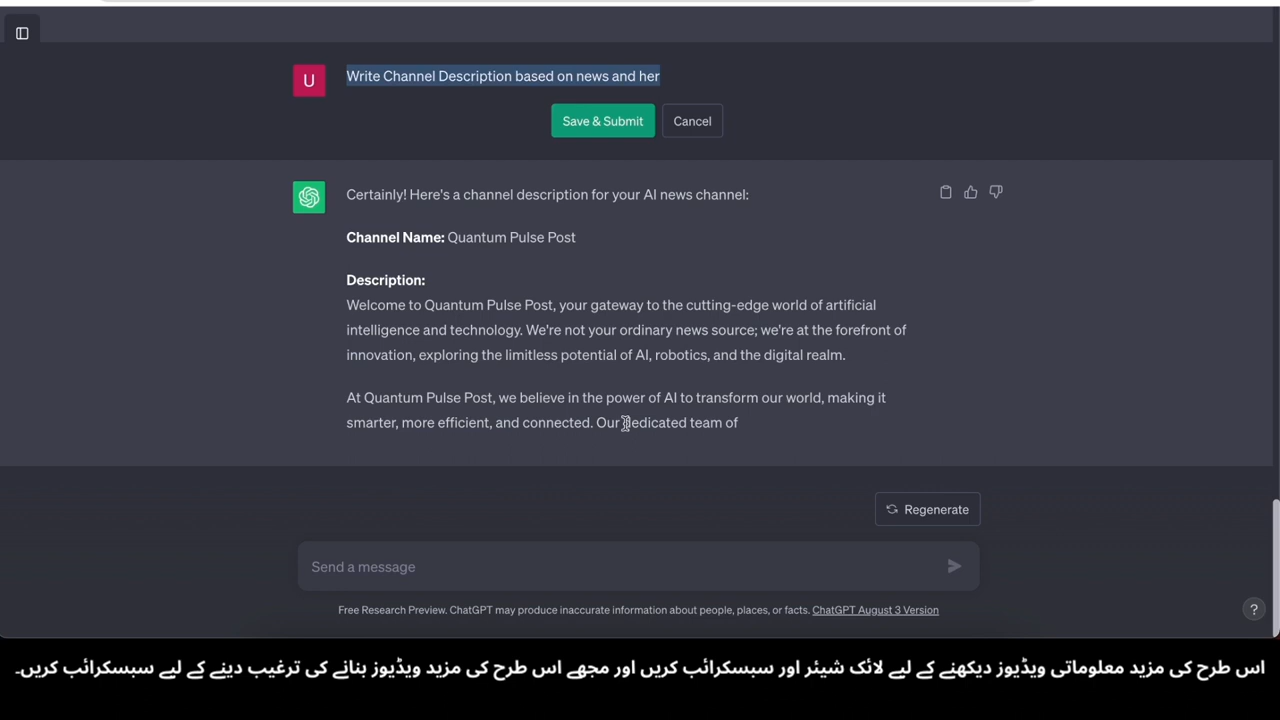 U
Write Channel Description based on news and her
Save & Submit
Cancel
Certainly! Here's a channel description for your AI news channel:
Channel Name: Quantum Pulse Post
Description:
Welcome to Quantum Pulse Post, your gateway to the cutting-edge world of artificial
intelligence and technology. We're not your ordinary news source; we're at the forefront of
innovation, exploring the limitless potential of AI, robotics, and the digital realm.
At Quantum Pulse Post, we believe in the power of AI to transform our world, making it
smarter, more efficient, and connected. Our dedicated team of
Regenerate
Send a message
Free Research Preview. ChatGPT may produce inaccurate information about people, places, or facts. ChatGPT August 3 Version
?
اس طرح کی مزید معلوماتی ویڈیوز دیکھنے کے لیے لائک شیئر اور سبسکرائب کریں اور مجھے اس طرح کی مزید ویڈیوز بنانے کی ترغیب دینے کے لیے سبسکرائب کریں۔